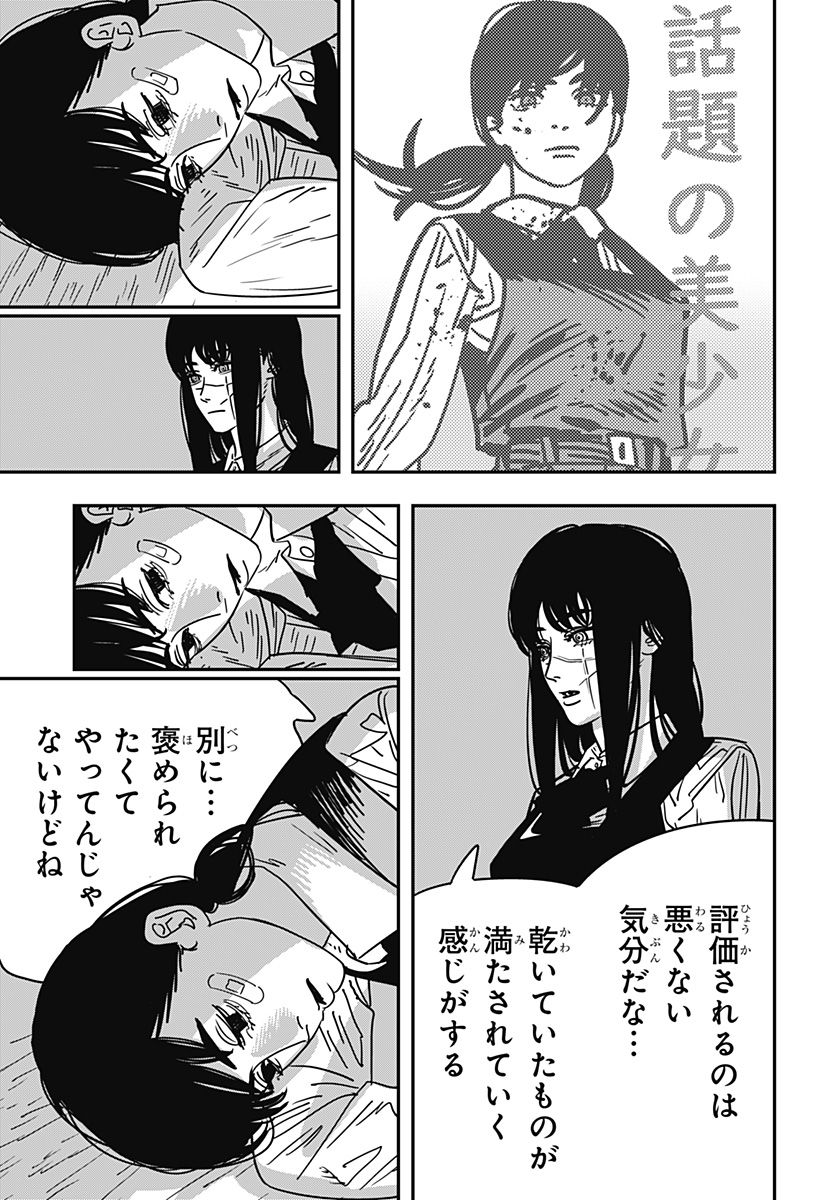 話題の美少女
評価されるのは
悪くない
気分だな…
乾いていたものが
満たされていく
感じがする
別に…
褒められ
たくて
やってんじゃ
ないけどね